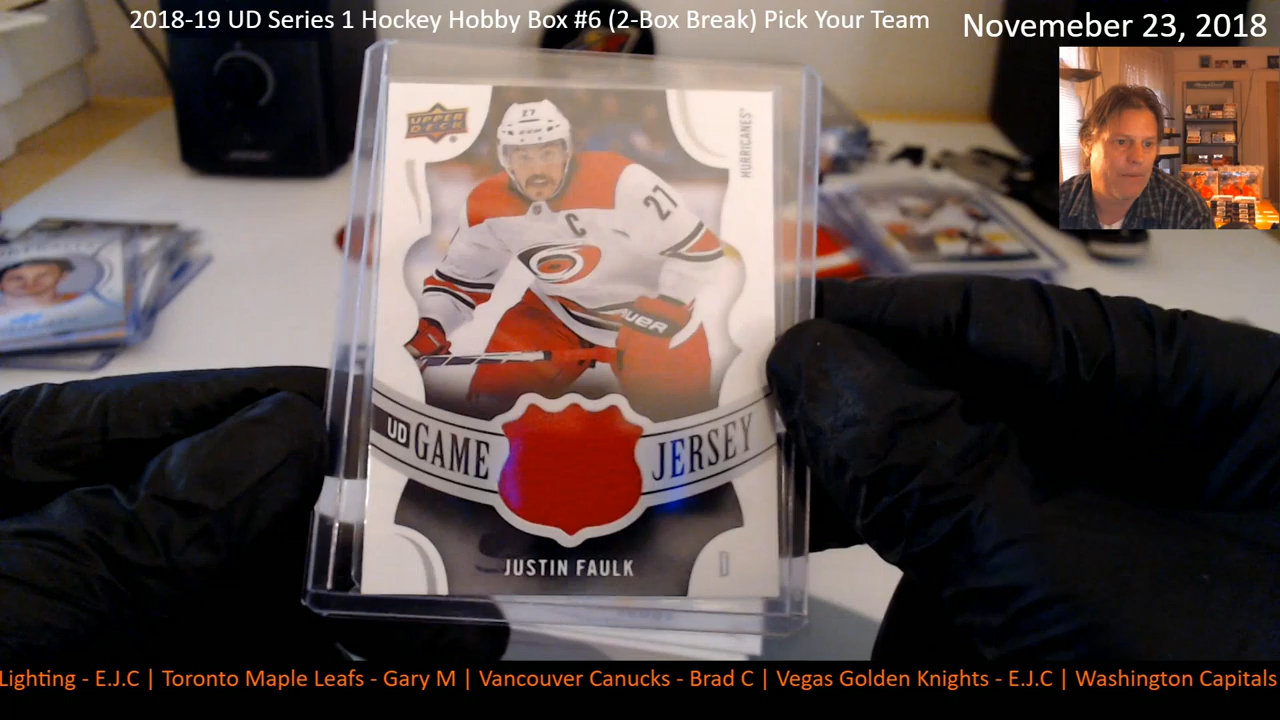 2018-19 UD Series 1 Hockey Hobby Box #6 (2-Box Break) Pick Your Team
Novemeber 23, 2018
UPPER DECK
HURRICANES
27
C 27
BAUER
UD GAME JERSEY
JUSTIN FAULK
D
Lighting - E.J.C | Toronto Maple Leafs - Gary M | Vancouver Canucks - Brad C | Vegas Golden Knights - E.J.C | Washington Capitals